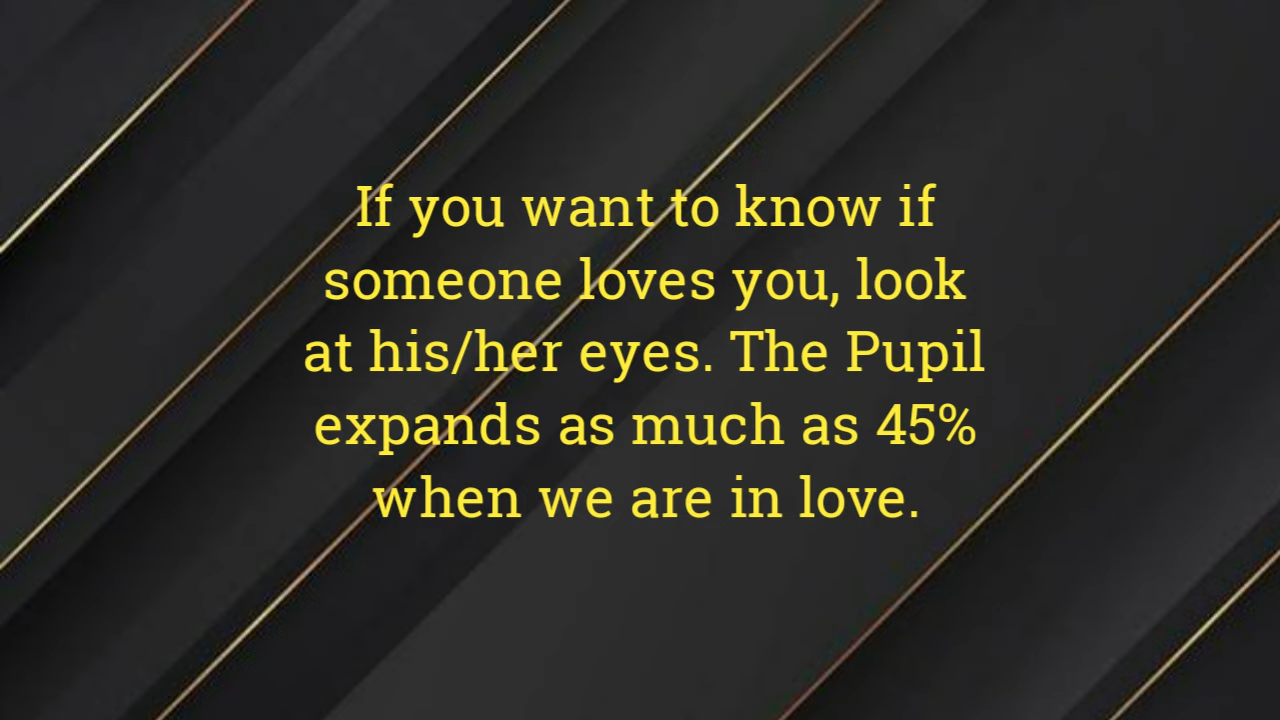 If you want to know if
someone loves you, look
at his/her eyes. The Pupil
expands as much as 45%
when we are in love.